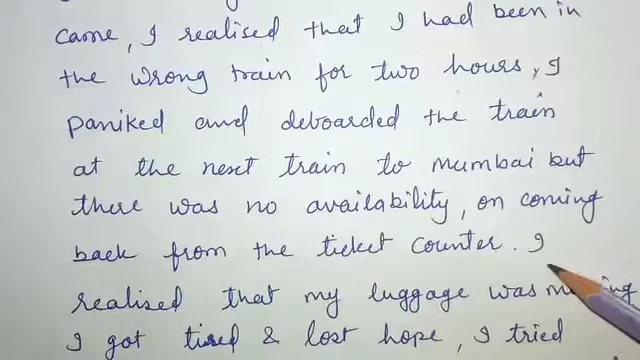 came, I realised that I had been in
the wrong train for two hours, I
paniked and deboarded the train
at the next train to mumbai but
there was no availability, on coming
back from the ticket counter. I
realised that my luggage was
I got tired & lost hope, I tried